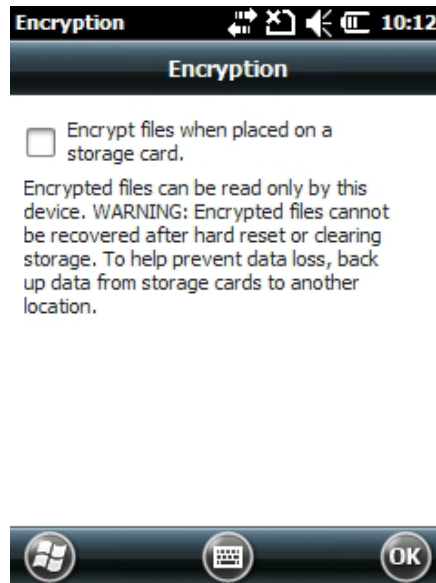 Encryption 10:12
Encryption
Encrypt files when placed on a
storage card.
Encrypted files can be read only by this
device. WARNING: Encrypted files cannot
be recovered after hard reset or clearing
storage. To help prevent data loss, back
up data from storage cards to another
location.
OK